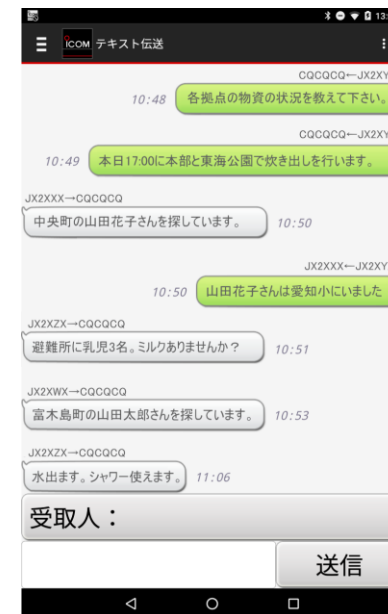 13:
ICOM テキスト伝送
CQCQCQ←JX2XY
10:48 各拠点の物資の状況を教えて下さい。
CQCQCQ←JX2XY
10:49 本日17:00に本部と東海公園で炊き出しを行います。
JX2XXX→CQCQCQ
中央町の山田花子さんを探しています。 10:50
JX2XXX←JX2XY
10:50 山田花子さんは愛知小にいました
JX2XZX→CQCQCQ
避難所に乳児3名。ミルクありませんか？ 10:51
JX2XWX→CQCQCQ
富木島町の山田太郎さんを探しています。 10:53
JX2XZX→CQCQCQ
水出ます。シャワー使えます。 11:06
受取人：
送信